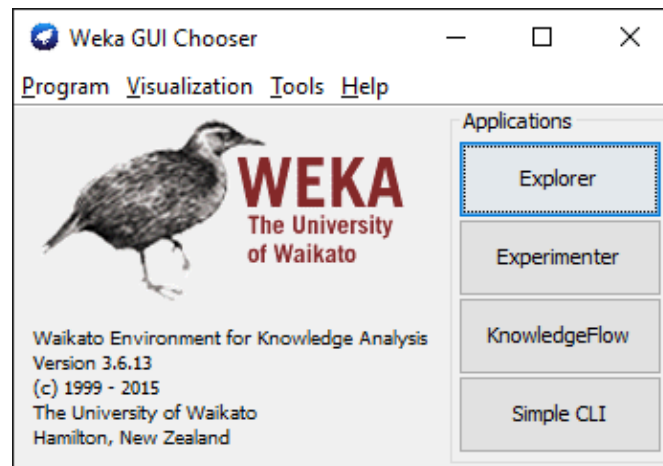 Weka GUI Chooser
Program Visualization Tools Help
Applications
WEKA
The University
of Waikato
Explorer
Experimenter
KnowledgeFlow
Simple CLI
Waikato Environment for Knowledge Analysis
Version 3.6.13
(c) 1999 - 2015
The University of Waikato
Hamilton, New Zealand